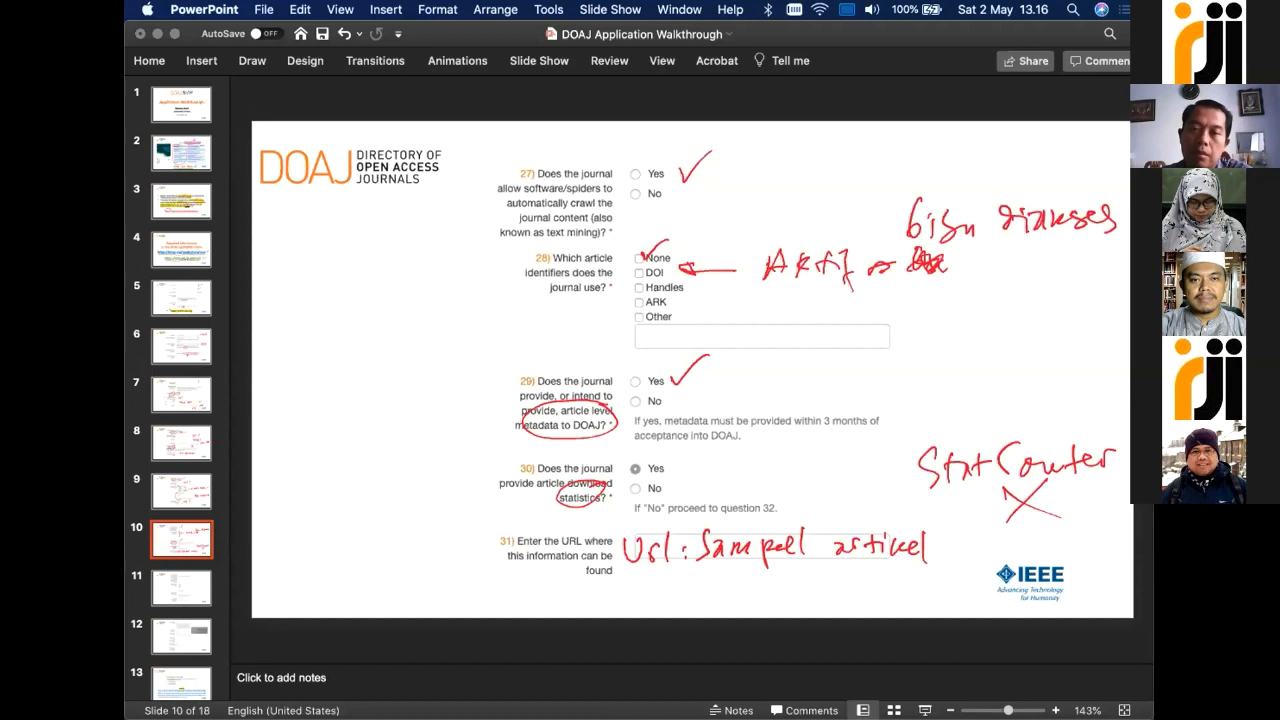 PowerPoint File Edit View Insert Format Arrange Tools Slide Show Window Help 100% Sat 2 May 13.16
AutoSave OFF DOAJ Application Walkthrough
Home Insert Draw Design Transitions Animations Slide Show Review View Acrobat Tell me Share Commen
1
2
3
4
5
6
7
8
9
10
11
12
13
DOAJ DIRECTORY OF
OPEN ACCESS
JOURNALS
27) Does the journal
allow software/spiders to
automatically crawl the
journal content (also
known as text mining)? *
Yes
No
bisa diakses
28) Which article
identifiers does the
journal use? *
None
DOI
Handles
ARK
Other
Aktif
29) Does the journal
provide, or intend to
provide, article level
metadata to DOAJ? *
Yes
No
If yes, metadata must be provided within 3 months of
acceptance into DOAJ.
30) Does the journal
provide article download
statistics? *
Yes
No
If "No" proceed to question 32.
StatCounter
31) Enter the URL where
this information can be
found
Url : Sampel artikel
IEEE
Advancing Technology
for Humanity
rji
rji
Click to add notes
Slide 10 of 18 English (United States) Notes Comments 143%